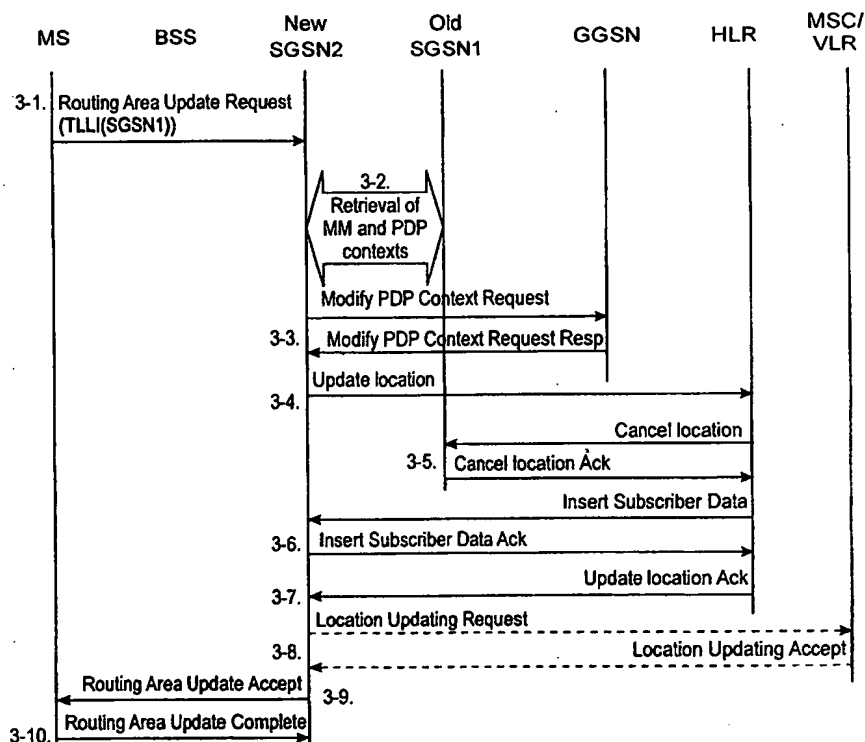 MS
BSS
New
SGSN2
Old
SGSN1
GGSN
HLR
MSC/
VLR
3-1. Routing Area Update Request
(TLLI(SGSN1))
3-2.
Retrieval of
MM and PDP
contexts
Modify PDP Context Request
3-3. Modify PDP Context Request Resp
Update location
3-4.
Cancel location
3-5. Cancel location Ack
Insert Subscriber Data
3-6. Insert Subscriber Data Ack
Update location Ack
3-7.
Location Updating Request
Location Updating Accept
3-8.
Routing Area Update Accept
3-9.
Routing Area Update Complete
3-10.